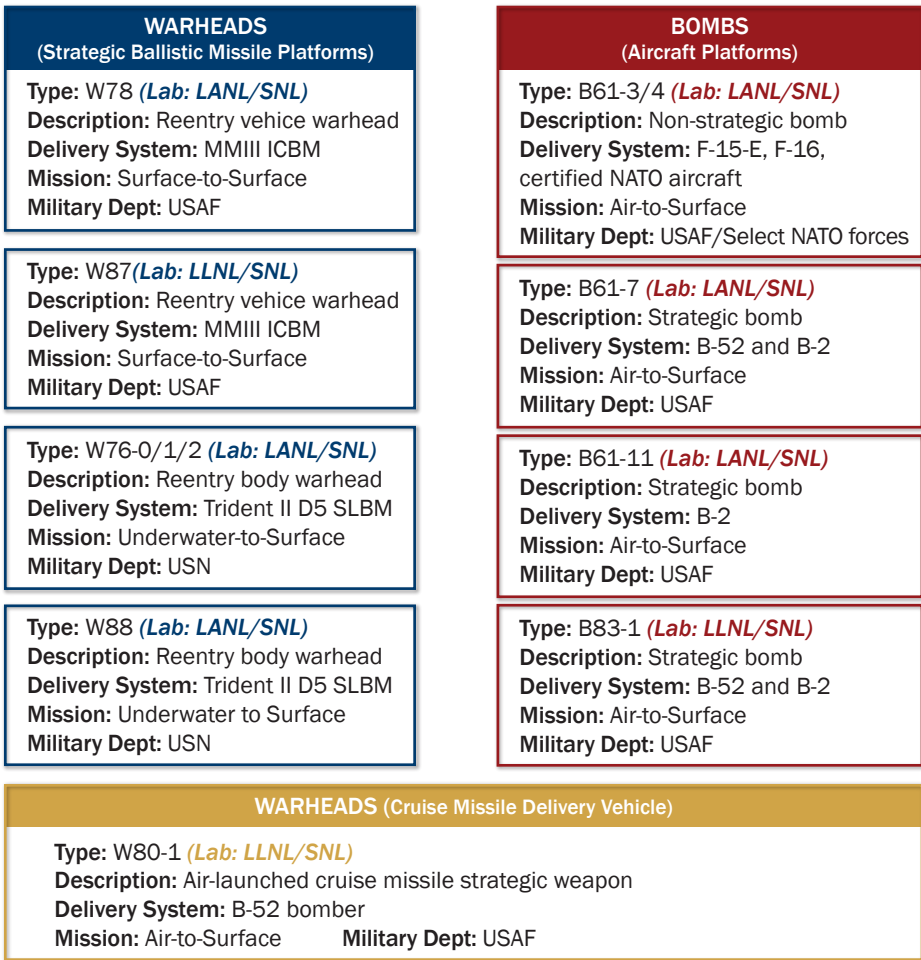 WARHEADS
(Strategic Ballistic Missile Platforms)
Type: W78 (Lab: LANL/SNL)
Description: Reentry vehice warhead
Delivery System: MMIII ICBM
Mission: Surface-to-Surface
Military Dept: USAF
Type: W87(Lab: LLNL/SNL)
Description: Reentry vehice warhead
Delivery System: MMIII ICBM
Mission: Surface-to-Surface
Military Dept: USAF
Type: W76-0/1/2 (Lab: LANL/SNL)
Description: Reentry body warhead
Delivery System: Trident II D5 SLBM
Mission: Underwater-to-Surface
Military Dept: USN
Type: W88 (Lab: LANL/SNL)
Description: Reentry body warhead
Delivery System: Trident II D5 SLBM
Mission: Underwater to Surface
Military Dept: USN
BOMBS
(Aircraft Platforms)
Type: B61-3/4 (Lab: LANL/SNL)
Description: Non-strategic bomb
Delivery System: F-15-E, F-16,
certified NATO aircraft
Mission: Air-to-Surface
Military Dept: USAF/Select NATO forces
Type: B61-7 (Lab: LANL/SNL)
Description: Strategic bomb
Delivery System: B-52 and B-2
Mission: Air-to-Surface
Military Dept: USAF
Type: B61-11 (Lab: LANL/SNL)
Description: Strategic bomb
Delivery System: B-2
Mission: Air-to-Surface
Military Dept: USAF
Type: B83-1 (Lab: LLNL/SNL)
Description: Strategic bomb
Delivery System: B-52 and B-2
Mission: Air-to-Surface
Military Dept: USAF
WARHEADS (Cruise Missile Delivery Vehicle)
Type: W80-1 (Lab: LLNL/SNL)
Description: Air-launched cruise missile strategic weapon
Delivery System: B-52 bomber
Mission: Air-to-Surface Military Dept: USAF